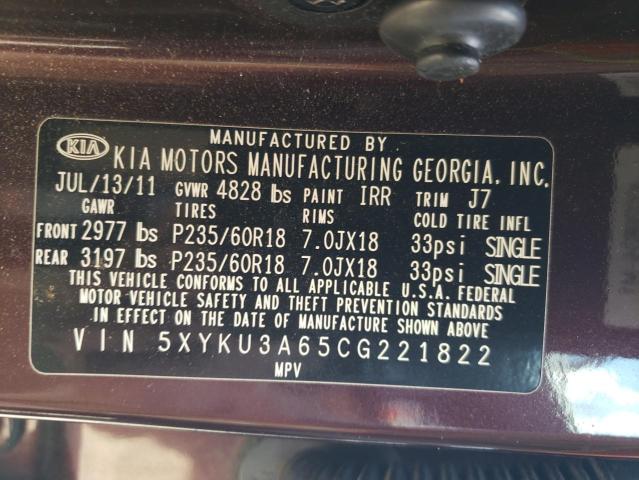 MANUFACTURED BY
KIA KIA MOTORS MANUFACTURING GEORGIA, INC.
JUL/13/11 GVWR 4828 lbs PAINT IRR TRIM J7
GAWR TIRES RIMS COLD TIRE INFL
FRONT 2977 lbs P235/60R18 7.0JX18 33psi SINGLE
REAR 3197 lbs P235/60R18 7.0JX18 33psi SINGLE
THIS VEHICLE CONFORMS TO ALL APPLICABLE U.S.A. FEDERAL
MOTOR VEHICLE SAFETY AND THEFT PREVENTION STANDARDS
IN EFFECT ON THE DATE OF MANUFACTURE SHOWN ABOVE
VIN 5XYKU3A65CG221822
MPV